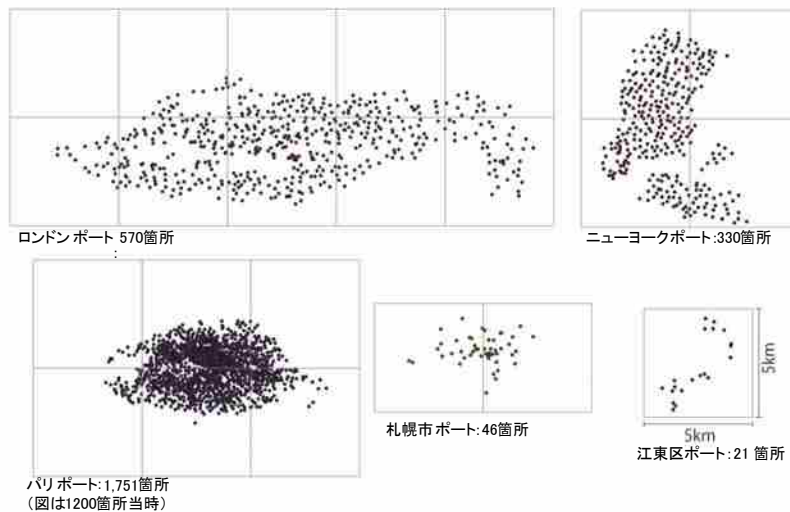 ロンドン ポート 570箇所
:
ニューヨークポート:330箇所
パリ ポート:1,751箇所
(図は1200箇所当時)
札幌市 ポート:46箇所
5km
5km
江東区ポート:21 箇所